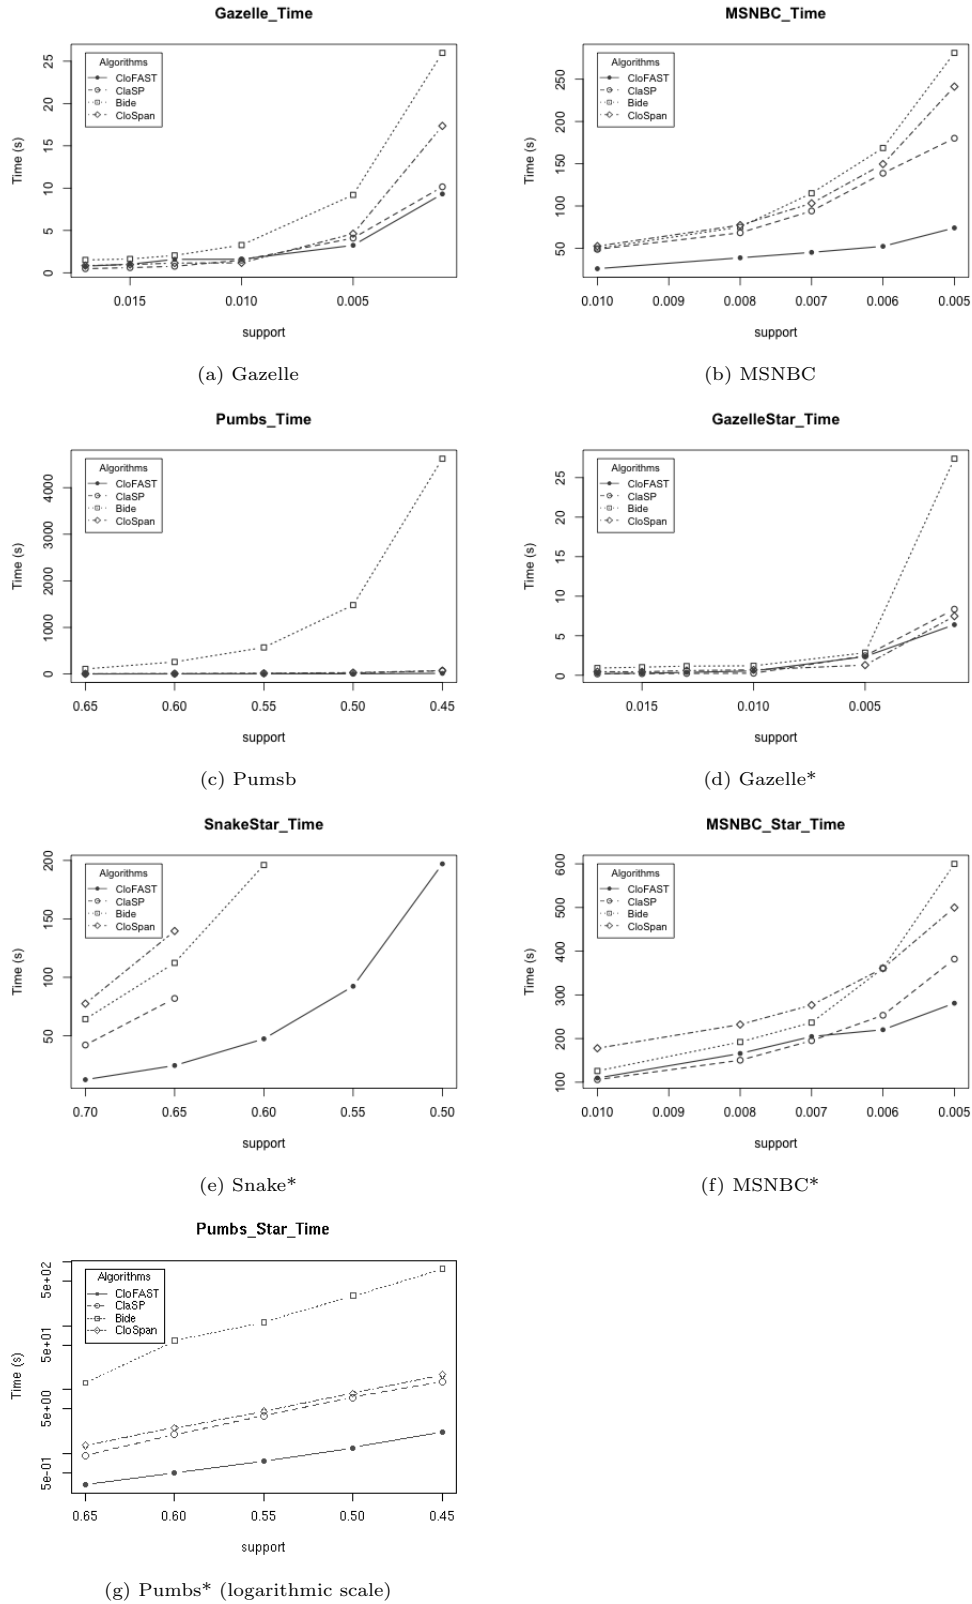 Gazelle_Time
Time (s)
25
20
15
10
5
0
Algorithms
CloFAST
ClaSP
Bide
CloSpan
0.015 0.010 0.005
support
(a) Gazelle
MSNBC_Time
Time (s)
250
200
150
100
50
Algorithms
CloFAST
ClaSP
Bide
CloSpan
0.010 0.009 0.008 0.007 0.006 0.005
support
(b) MSNBC
Pumbs_Time
Time (s)
4000
3000
2000
1000
0
Algorithms
CloFAST
ClaSP
Bide
CloSpan
0.65 0.60 0.55 0.50 0.45
support
(c) Pumsb
GazelleStar_Time
Time (s)
25
20
15
10
5
0
Algorithms
CloFAST
ClaSP
Bide
CloSpan
0.015 0.010 0.005
support
(d) Gazelle*
SnakeStar_Time
Time (s)
200
150
100
50
Algorithms
CloFAST
ClaSP
Bide
CloSpan
0.70 0.65 0.60 0.55 0.50
support
(e) Snake*
MSNBC_Star_Time
Time (s)
600
500
400
300
200
100
Algorithms
CloFAST
ClaSP
Bide
CloSpan
0.010 0.009 0.008 0.007 0.006 0.005
support
(f) MSNBC*
Pumbs_Star_Time
Time (s)
5e+02
5e+01
5e+00
5e-01
Algorithms
CloFAST
ClaSP
Bide
CloSpan
0.65 0.60 0.55 0.50 0.45
support
(g) Pumbs* (logarithmic scale)